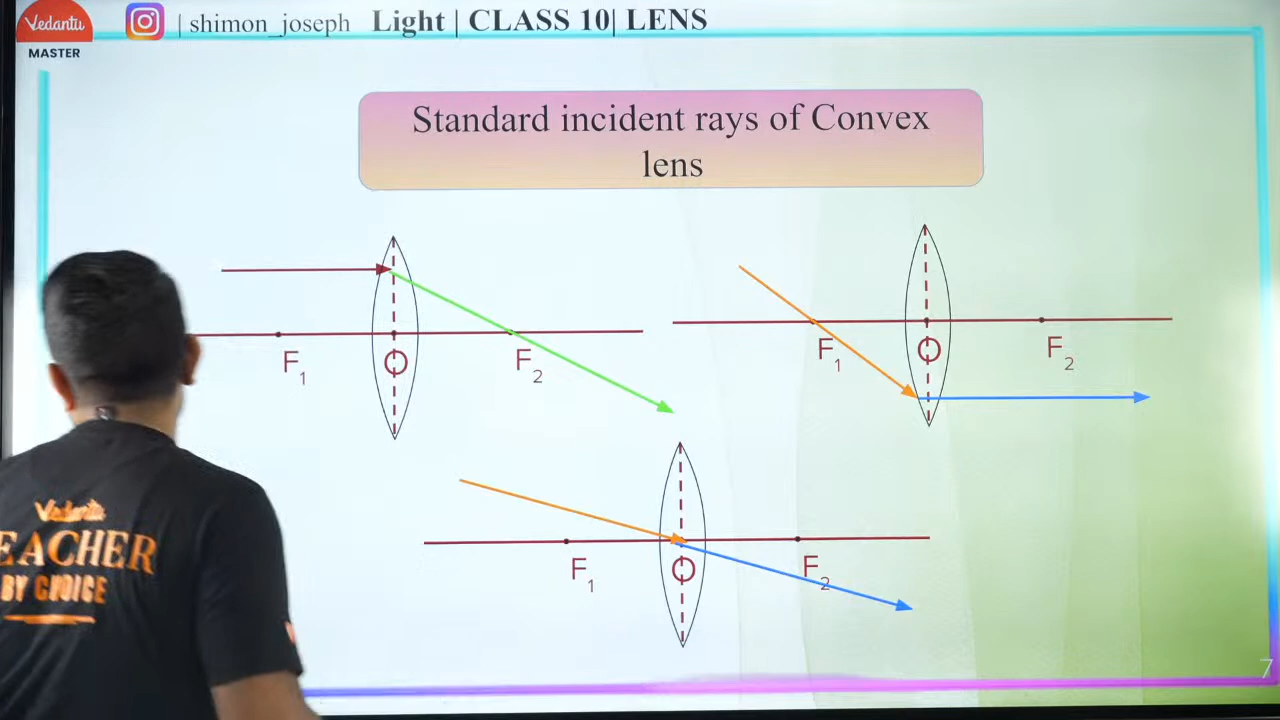 Vedantu
MASTER
| shimon_joseph
Light | CLASS 10| LENS
Standard incident rays of Convex
lens
F1
O
F2
F1
O
F2
F1
O
F2
Vedantu
EACHER
BY CHOICE
7